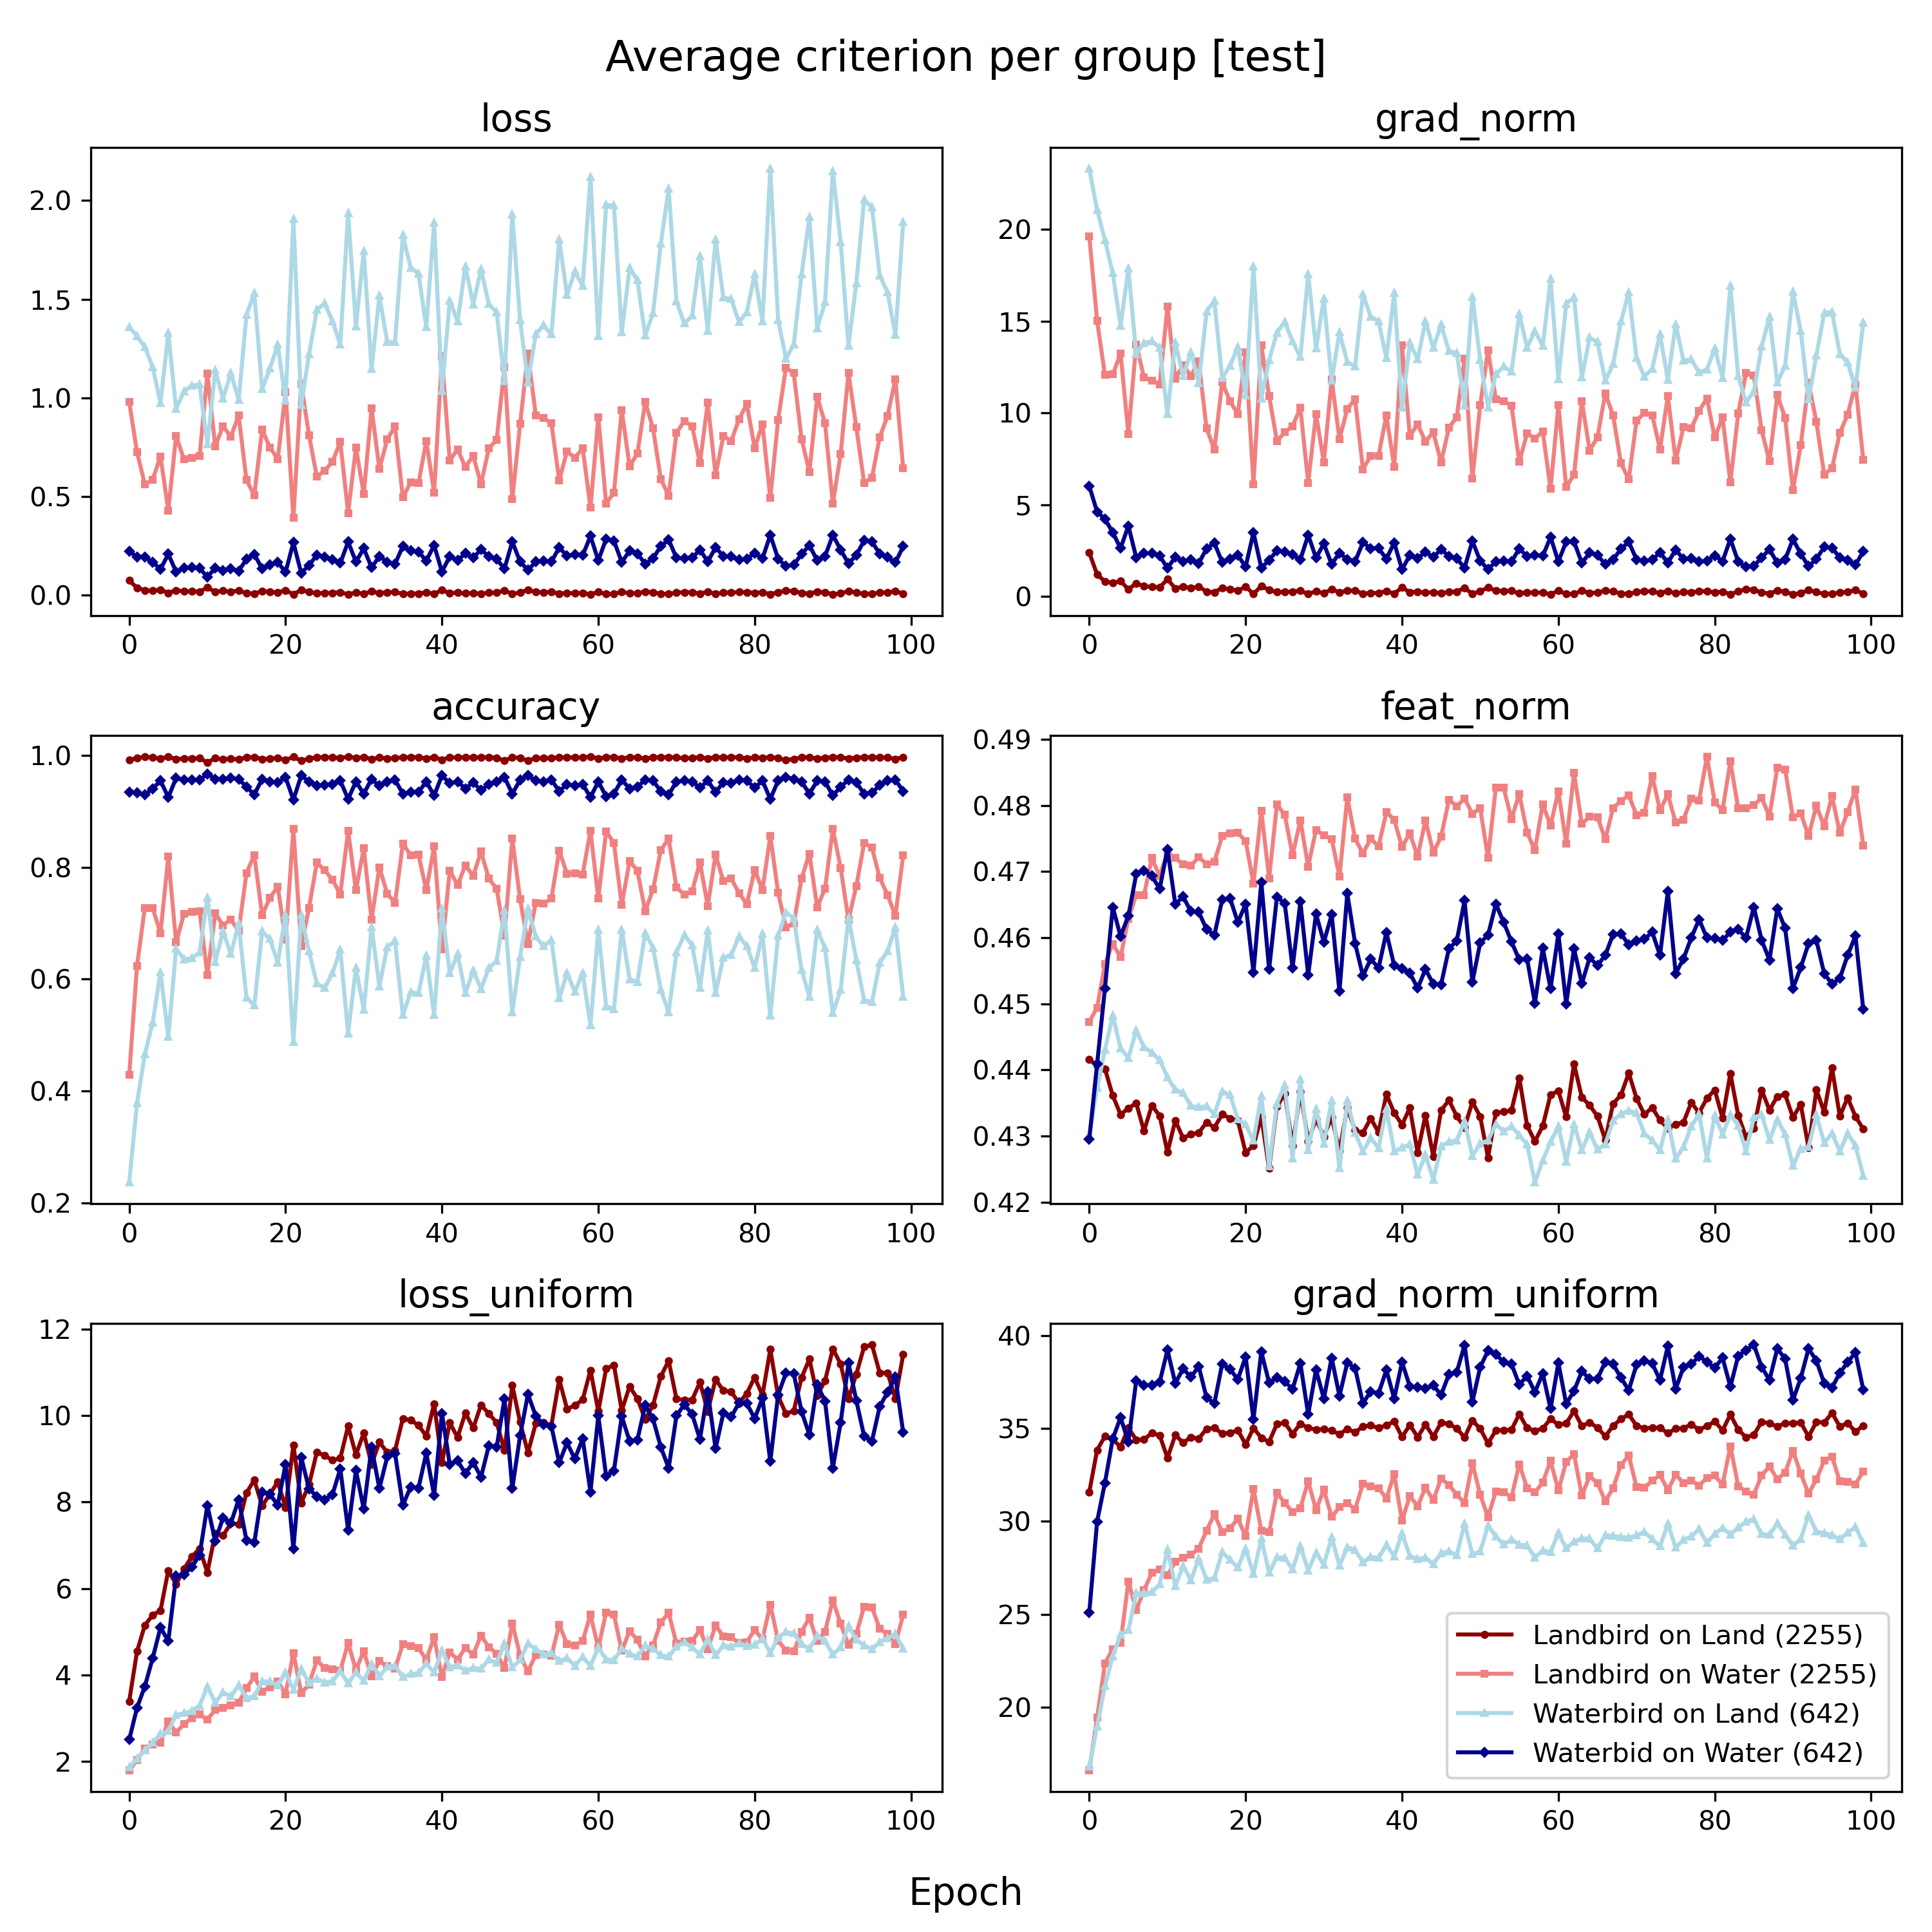 Average criterion per group [test]
loss
grad_norm
2.0
1.5
1.0
0.5
0.0
20
15
10
5
0
0 20 40 60 80 100
0 20 40 60 80 100
accuracy
feat_norm
1.0
0.8
0.6
0.4
0.2
0.49
0.48
0.47
0.46
0.45
0.44
0.43
0.42
0 20 40 60 80 100
0 20 40 60 80 100
loss_uniform
grad_norm_uniform
12
10
8
6
4
2
40
35
30
25
20
Landbird on Land (2255)
Landbird on Water (2255)
Waterbird on Land (642)
Waterbid on Water (642)
0 20 40 60 80 100
0 20 40 60 80 100
Epoch